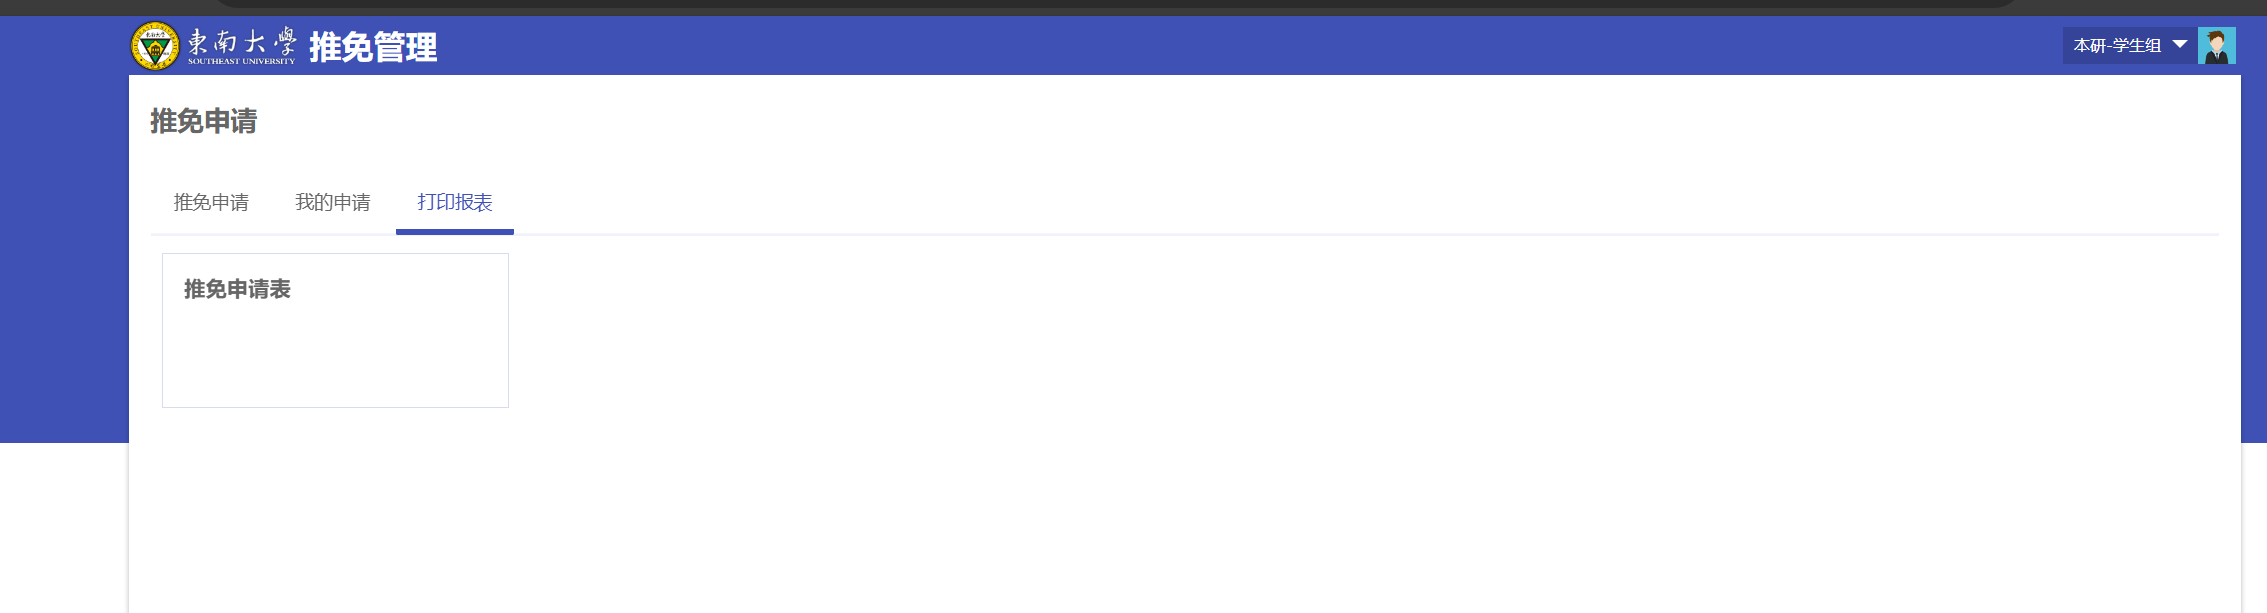 東南大學 推免管理
SOUTHEAST UNIVERSITY
本研-学生组
推免申请
推免申请 我的申请 打印报表
推免申请表